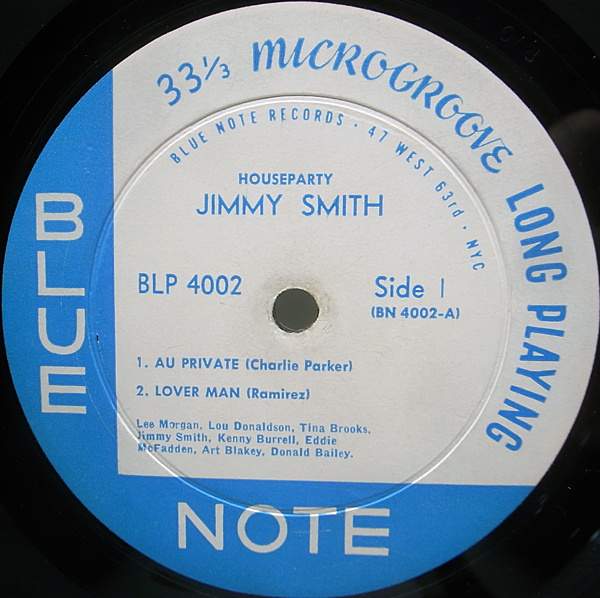 33⅓ MICROGROOVE LONG PLAYING
BLUE NOTE RECORDS · 47 WEST 63rd · NYC
HOUSEPARTY
JIMMY SMITH
BLP 4002
Side 1
(BN 4002-A)
1. AU PRIVATE (Charlie Parker)
2. LOVER MAN (Ramirez)
Lee Morgan, Lou Donaldson, Tina Brooks,
Jimmy Smith, Kenny Burrell, Eddie
McFadden, Art Blakey, Donald Bailey.
BLUE
NOTE